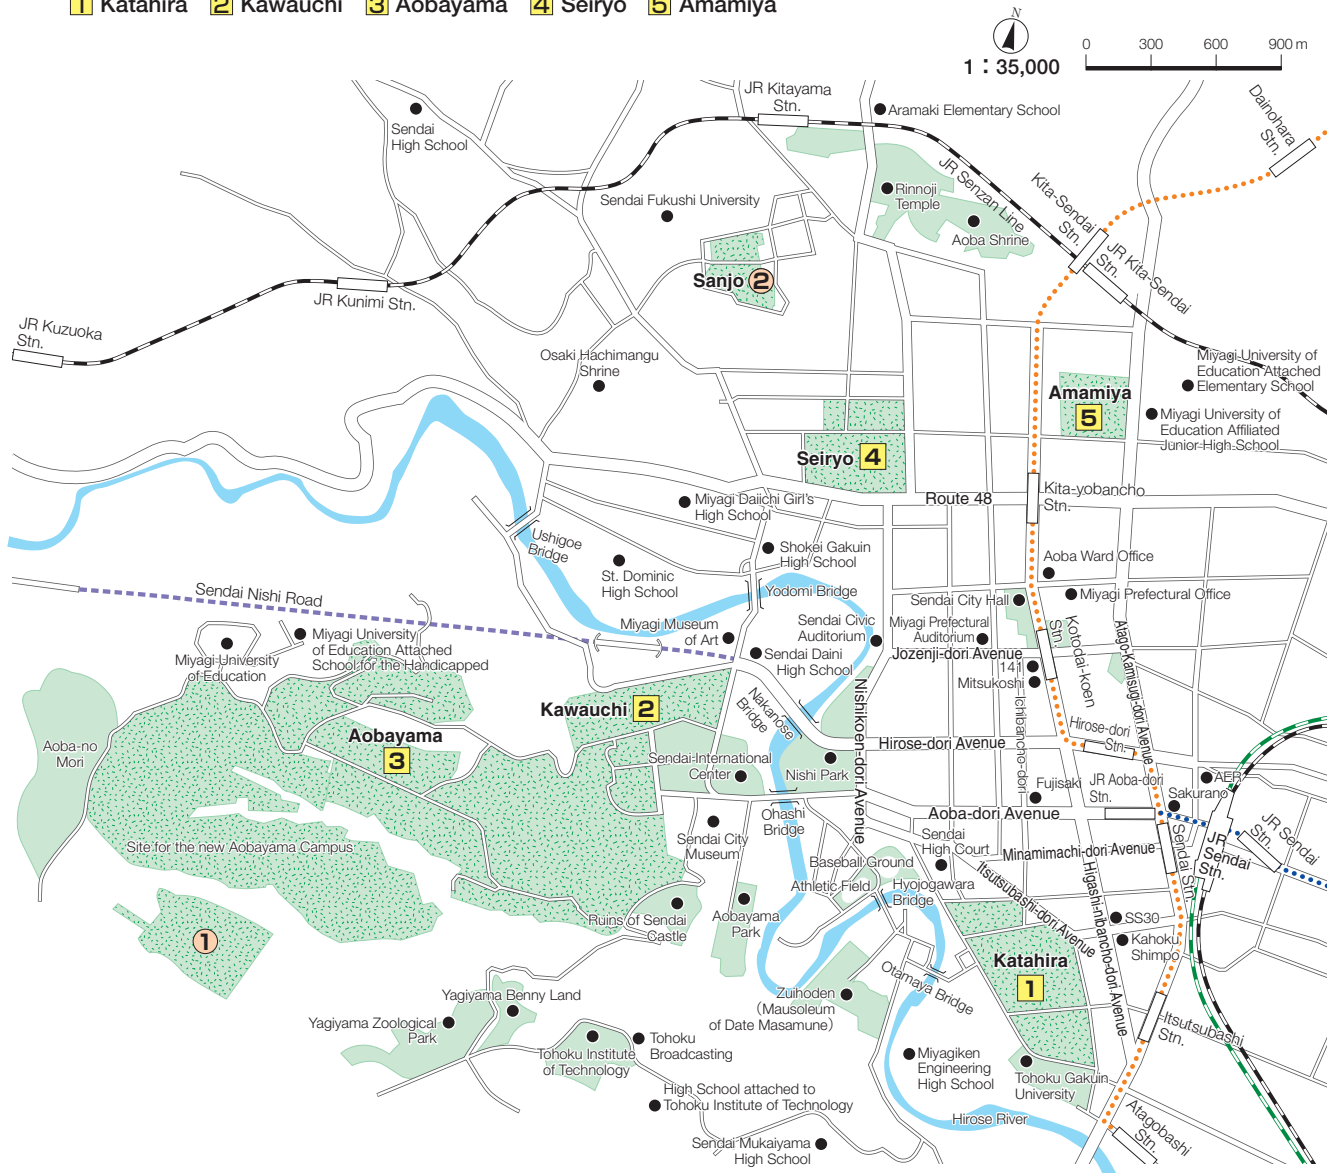 1 Katahira 2 Kawauchi 3 Aobayama 4 Seiryo 5 Amamiya
N
1：35,000
0 300 600 900 m
JR Kitayama
Stn.
Aramaki Elementary School
Dainohara
Stn.
Sendai
High School
JR Senzan Line
Rinnoji
Temple
Kita-Sendai
Stn.
Sendai Fukushi University
Aoba Shrine
JR Kita-Sendai
Stn.
Sanjo 2
JR Kunimi Stn.
JR Kuzuoka
Stn.
Osaki Hachimangu
Shrine
Miyagi University of
Education Attached
Elementary School
Amamiya
5
Miyagi University of
Education Affiliated
Junior High School
Seiryo 4
Route 48
Kita-yobancho
Stn.
Miyagi Daiichi Girl's
High School
Ushigoe
Bridge
Shokei Gakuin
High School
Aoba Ward Office
St. Dominic
High School
Yodomi Bridge
Sendai Nishi Road
Sendai City Hall
Miyagi Prefectural Office
Miyagi Museum
of Art
Sendai Civic
Auditorium
Miyagi Prefectural
Auditorium
Kotodai-koen
Stn.
Atago-Kamisugi-dori Avenue
Miyagi University
of Education Attached
School for the Handicapped
Miyagi University
of Education
Sendai Daini
High School
Jozenji-dori Avenue
141
Mitsukoshi
Ichibancho-dori
Nishikoen-dori Avenue
Nakanose
Bridge
Kawauchi 2
Aobayama
3
Aoba-no
Mori
Hirose-dori
Stn.
Hirose-dori Avenue
Sendai International
Center
Nishi Park
Fujisaki
JR Aoba-dori
Stn.
AER
Sakurano
Ohashi
Bridge
Aoba-dori Avenue
JR Sendai
Stn.
JR
Sendai
Stn.
Sendai Stn.
Sendai City
Museum
Sendai
High Court
Minamimachi-dori Avenue
Site for the new Aobayama Campus
Baseball Ground
Athletic Field
Hyojogawara
Bridge
Itsutsubashi-dori Avenue
Higashi-nibancho-dori Avenue
Ruins of Sendai
Castle
Aobayama
Park
SS30
Kahoku
Shimpo
1
Katahira
1
Otamaya Bridge
Zuihoden
(Mausoleum
of Date Masamune)
Yagiyama Benny Land
Yagiyama Zoological
Park
Itsutsubashi
Stn.
Tohoku Institute
of Technology
Tohoku
Broadcasting
Miyagiken
Engineering
High School
Tohoku Gakuin
University
High School attached to
Tohoku Institute of Technology
Hirose River
Atagobashi
Stn.
Sendai Mukaiyama
High School